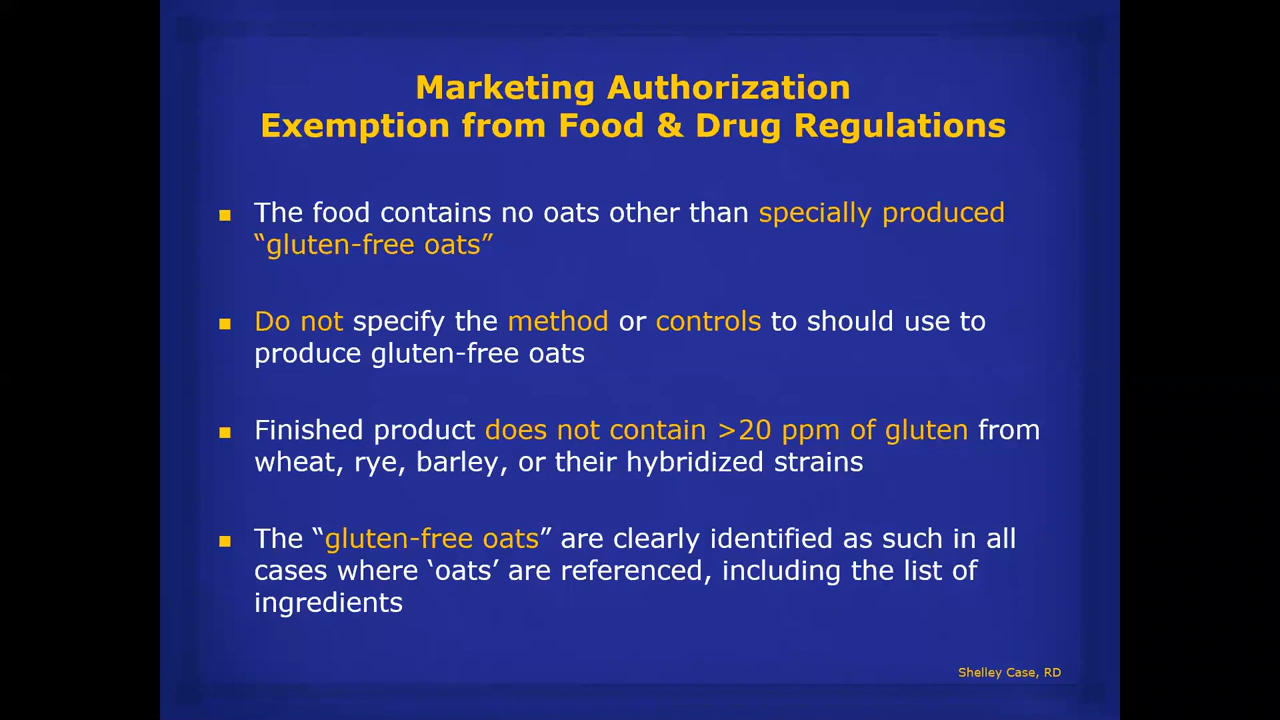 Marketing Authorization
Exemption from Food & Drug Regulations
The food contains no oats other than specially produced
“gluten-free oats”
Do not specify the method or controls to should use to
produce gluten-free oats
Finished product does not contain >20 ppm of gluten from
wheat, rye, barley, or their hybridized strains
The “gluten-free oats” are clearly identified as such in all
cases where ‘oats’ are referenced, including the list of
ingredients
Shelley Case, RD